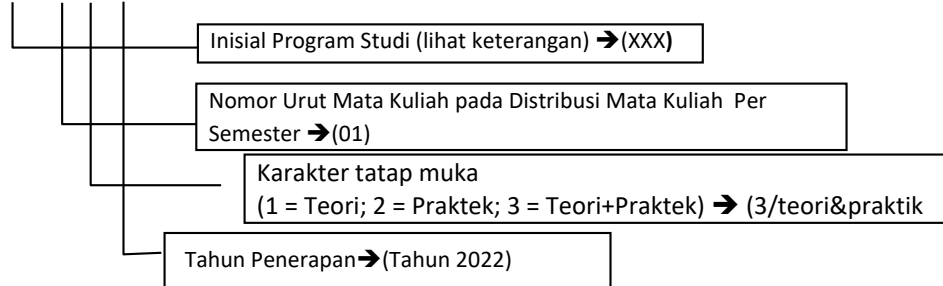 Inisial Program Studi (lihat keterangan) ➔(XXX)
Nomor Urut Mata Kuliah pada Distribusi Mata Kuliah Per
Semester ➔(01)
Karakter tatap muka
(1 = Teori; 2 = Praktek; 3 = Teori+Praktek) ➔ (3/teori&praktik
Tahun Penerapan➔(Tahun 2022)